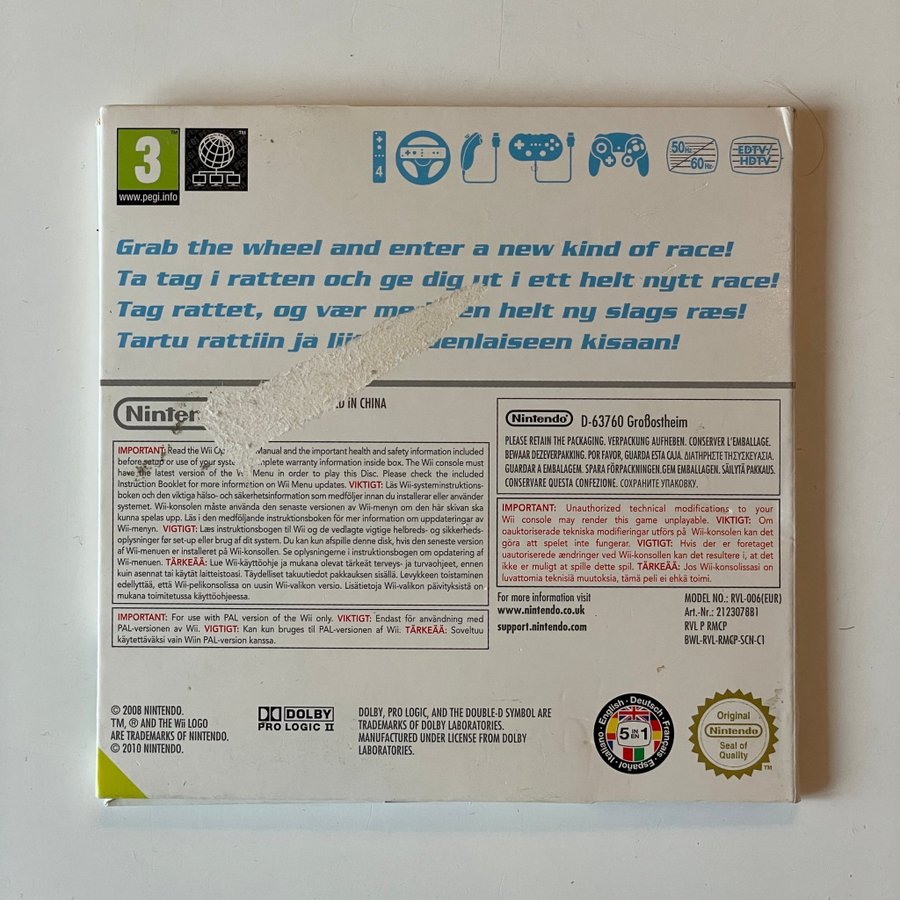 3
www.pegi.info
TM
TM
4
50Hz
60Hz
EDTV/
HDTV
Grab the wheel and enter a new kind of race!
Ta tag i ratten och ge dig ut i ett helt nytt race!
Tag rattet, og vær med en helt ny slags ræs!
Tartu rattiin ja enlaiseen kisaan!
IN CHINA
IMPORTANT: Read the Wii Manual and the important health and safety information included
before setup or use of your warranty information inside box. The Wii console must
have the latest version of the Wii Menu in order to play this Disc. Please check the included
Instruction Booklet for more information on Wii Menu updates. VIKTIGT: Läs Wii-systeminstruktions-
boken och den viktiga hälso- och säkerhetsinformation som medföljer innan du installerar eller använder
systemet. Wii-konsolen måste använda den senaste versionen av Wii-menyn om den här skivan ska
kunna spelas upp. Läs i den medföljande instruktionsboken för mer information om uppdateringar av
Wii-menyn. VIGTIGT: Læs instruktionsbogen til Wii og de vedlagte vigtige helbreds- og sikkerheds-
oplysninger før set-up eller brug af dit system. Du kan kun afspille denne disk, hvis den seneste version
af Wii-menuen er installeret på Wii-konsollen. Se oplysningerne i instruktionsbogen om opdatering af
Wii-menuen. TÄRKEÄÄ: Lue Wii-käyttöohje ja mukana olevat tärkeät terveys- ja turvaohjeet, ennen
kuin asennat tai käytät laitteistoasi. Täydelliset takuutiedot pakkauksen sisällä. Levykkeen toistaminen
edellyttää, että Wii-pelikonsolissa on uusin Wii-valikon versio. Lisätietoja Wii-valikon päivityksistä on
mukana toimitetussa käyttöohjeessa.
IMPORTANT: For use with PAL version of the Wii only. VIKTIGT: Endast för användning med
PAL-versionen av Wii. VIGTIGT: Kan kun bruges til PAL-versionen af Wii. TÄRKEÄÄ: Soveltuu
käytettäväksi vain Wiin PAL-version kanssa.
Nintendo D-63760 Großostheim
PLEASE RETAIN THE PACKAGING. VERPACKUNG AUFHEBEN. CONSERVER L'EMBALLAGE.
BEWAAR DEZEVERPAKKING. POR FAVOR, GUARDA ESTA CAJA. ΔΙΑΤΗΡΗΣΤΕ ΤΗ ΣΥΣΚΕΥΑΣΙΑ.
GUARDAR A EMBALAGEM. SPARA FÖRPACKNINGEN. GEM EMBALLAGEN. SÄILYTÄ PAKKAUS.
CONSERVARE QUESTA CONFEZIONE. СОХРАНИТЕ УПАКОВКУ.
IMPORTANT: Unauthorized technical modifications to your
Wii console may render this game unplayable. VIKTIGT: Om
oauktoriserade tekniska modifieringar utförs på Wii-konsolen kan det
göra att spelet inte fungerar. VIGTIGT: Hvis der er foretaget
uautoriserede ændringer ved Wii-konsollen kan det resultere i, at det
ikke er muligt at spille dette spil. TÄRKEÄÄ: Jos Wii-konsolissasi on
luvattomia teknisiä muutoksia, tämä peli ei ehkä toimi.
For more information visit
www.nintendo.co.uk
support.nintendo.com
MODEL NO.: RVL-006(EUR)
Art.-Nr.: 2123078B1
RVL P RMCP
BWL-RVL-RMCP-SCN-C1
© 2008 NINTENDO.
TM, ® AND THE Wii LOGO
ARE TRADEMARKS OF NINTENDO.
© 2010 NINTENDO.
DOLBY
PRO LOGIC II
DOLBY, PRO LOGIC, AND THE DOUBLE-D SYMBOL ARE
TRADEMARKS OF DOLBY LABORATORIES.
MANUFACTURED UNDER LICENSE FROM DOLBY
LABORATORIES.
English · Deutsch · Français · Español · Italiano
5 IN EN 1
Original
Nintendo
Seal of
Quality
TM